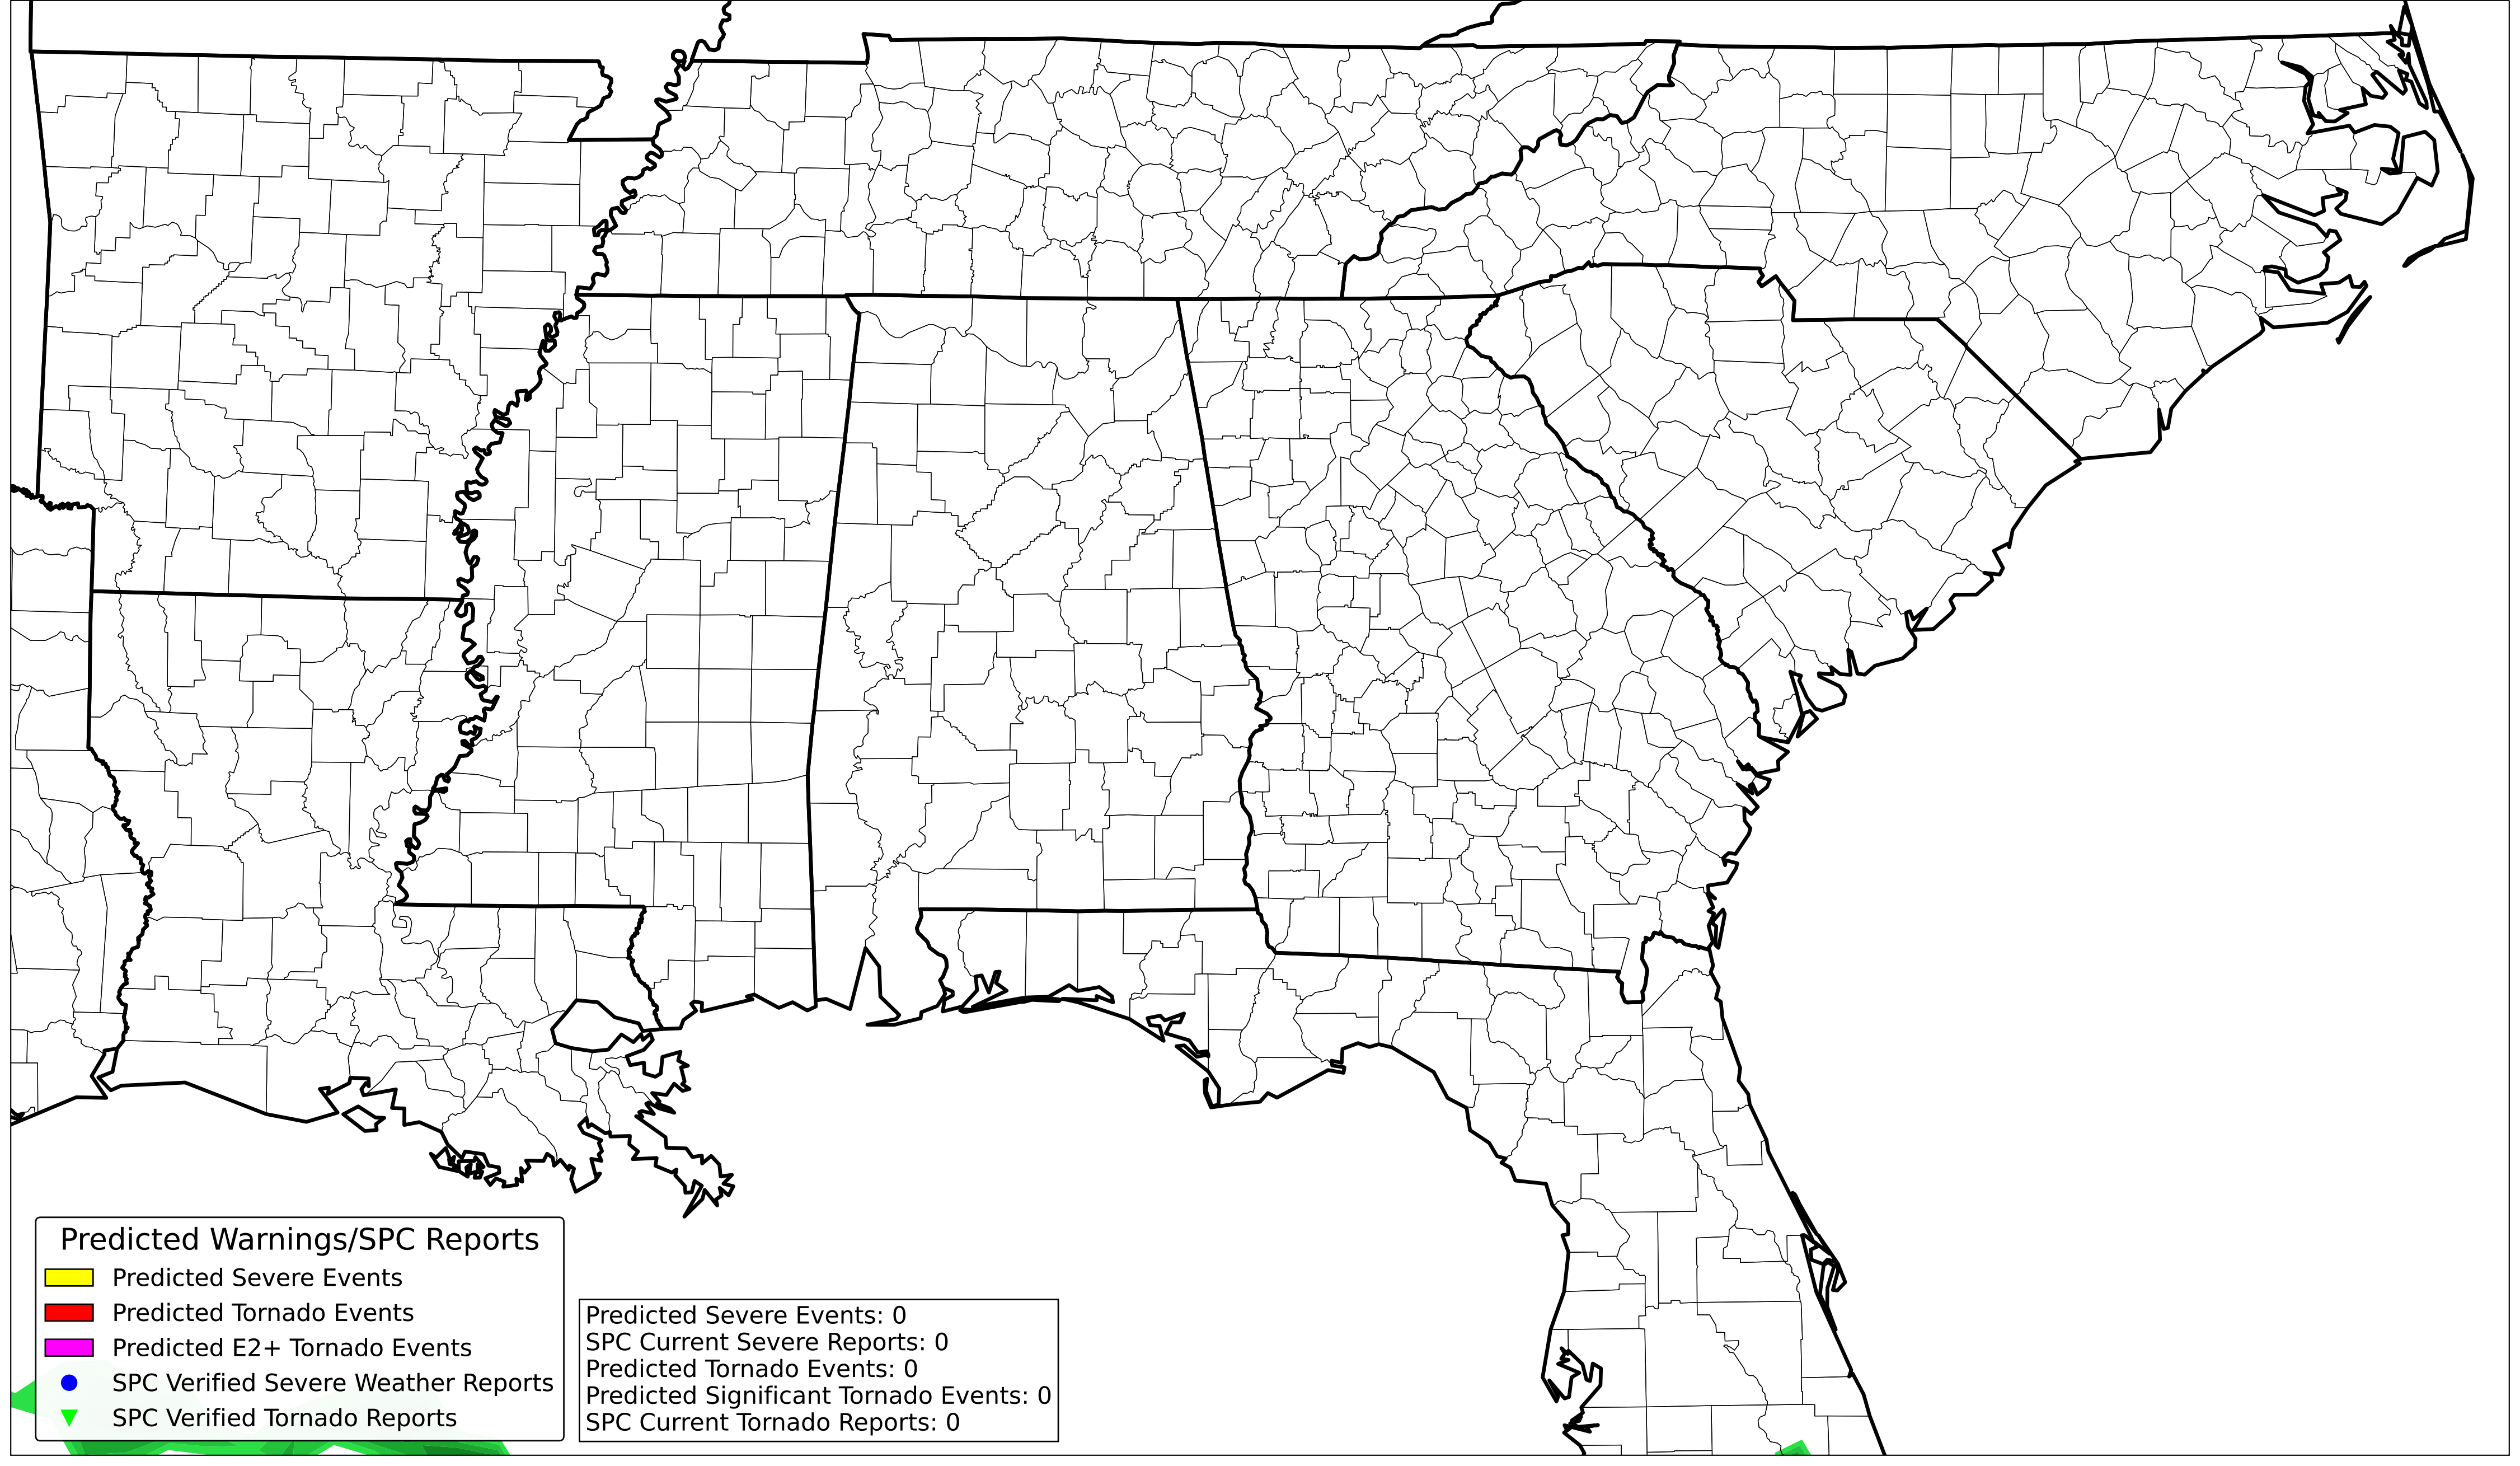 Predicted Warnings/SPC Reports
Predicted Severe Events
Predicted Tornado Events
Predicted E2+ Tornado Events
SPC Verified Severe Weather Reports
SPC Verified Tornado Reports
Predicted Severe Events: 0
SPC Current Severe Reports: 0
Predicted Tornado Events: 0
Predicted Significant Tornado Events: 0
SPC Current Tornado Reports: 0